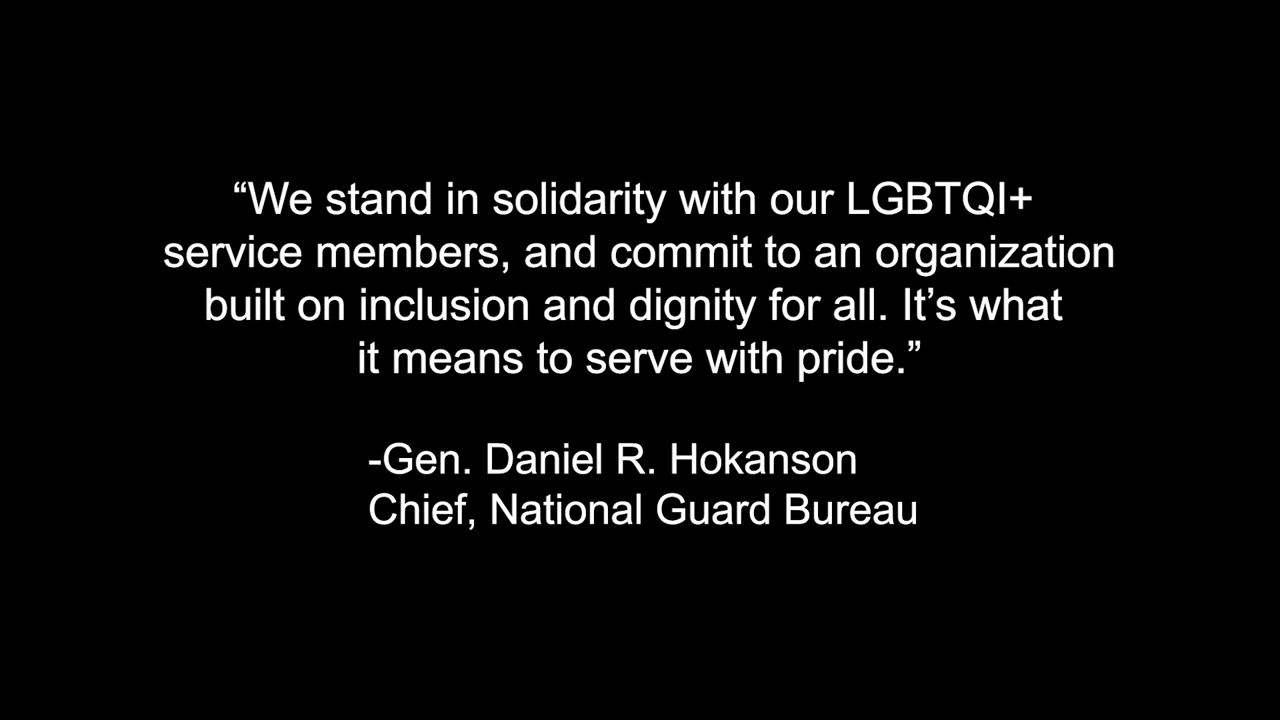 “We stand in solidarity with our LGBTQI+
service members, and commit to an organization
built on inclusion and dignity for all. It’s what
it means to serve with pride.”
-Gen. Daniel R. Hokanson
Chief, National Guard Bureau